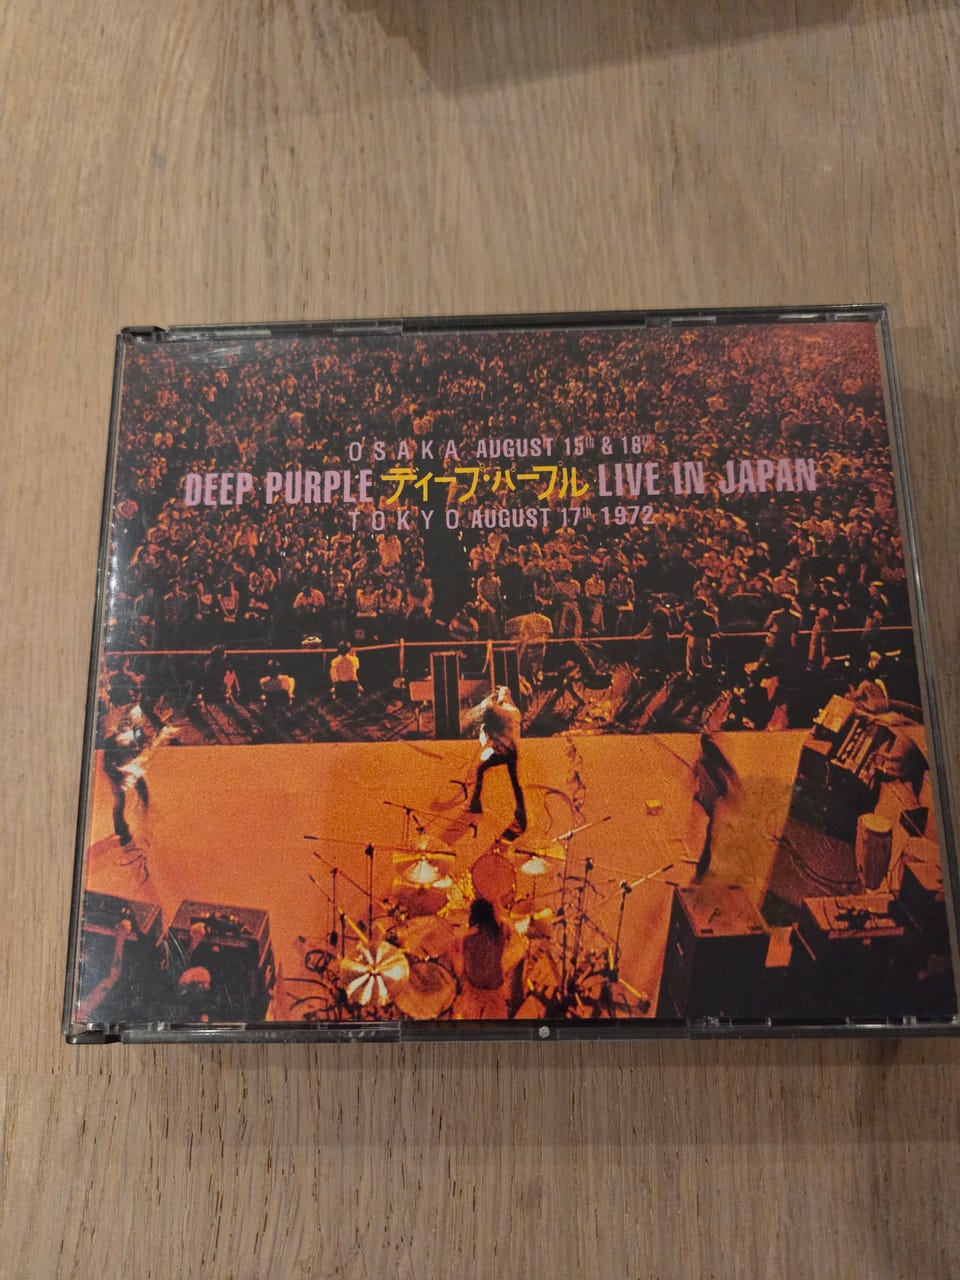 OSAKA AUGUST 15th & 16th
DEEP PURPLE ディープ・パープル LIVE IN JAPAN
TOKYO AUGUST 17th 1972